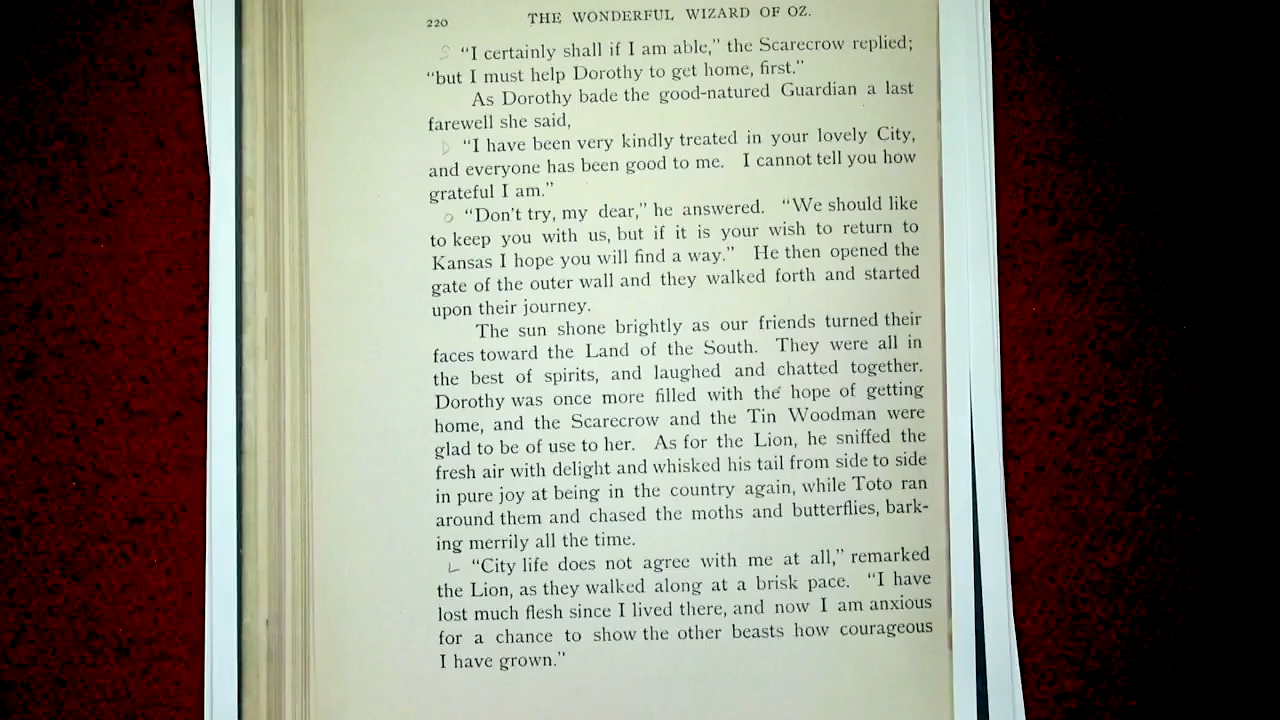 220 THE WONDERFUL WIZARD OF OZ.
S “I certainly shall if I am able,” the Scarecrow replied;
“but I must help Dorothy to get home, first.”
As Dorothy bade the good-natured Guardian a last
farewell she said,
D “I have been very kindly treated in your lovely City,
and everyone has been good to me. I cannot tell you how
grateful I am.”
O “Don't try, my dear,” he answered. “We should like
to keep you with us, but if it is your wish to return to
Kansas I hope you will find a way.” He then opened the
gate of the outer wall and they walked forth and started
upon their journey.
The sun shone brightly as our friends turned their
faces toward the Land of the South. They were all in
the best of spirits, and laughed and chatted together.
Dorothy was once more filled with the hope of getting
home, and the Scarecrow and the Tin Woodman were
glad to be of use to her. As for the Lion, he sniffed the
fresh air with delight and whisked his tail from side to side
in pure joy at being in the country again, while Toto ran
around them and chased the moths and butterflies, bark-
ing merrily all the time.
L “City life does not agree with me at all,” remarked
the Lion, as they walked along at a brisk pace. “I have
lost much flesh since I lived there, and now I am anxious
for a chance to show the other beasts how courageous
I have grown.”